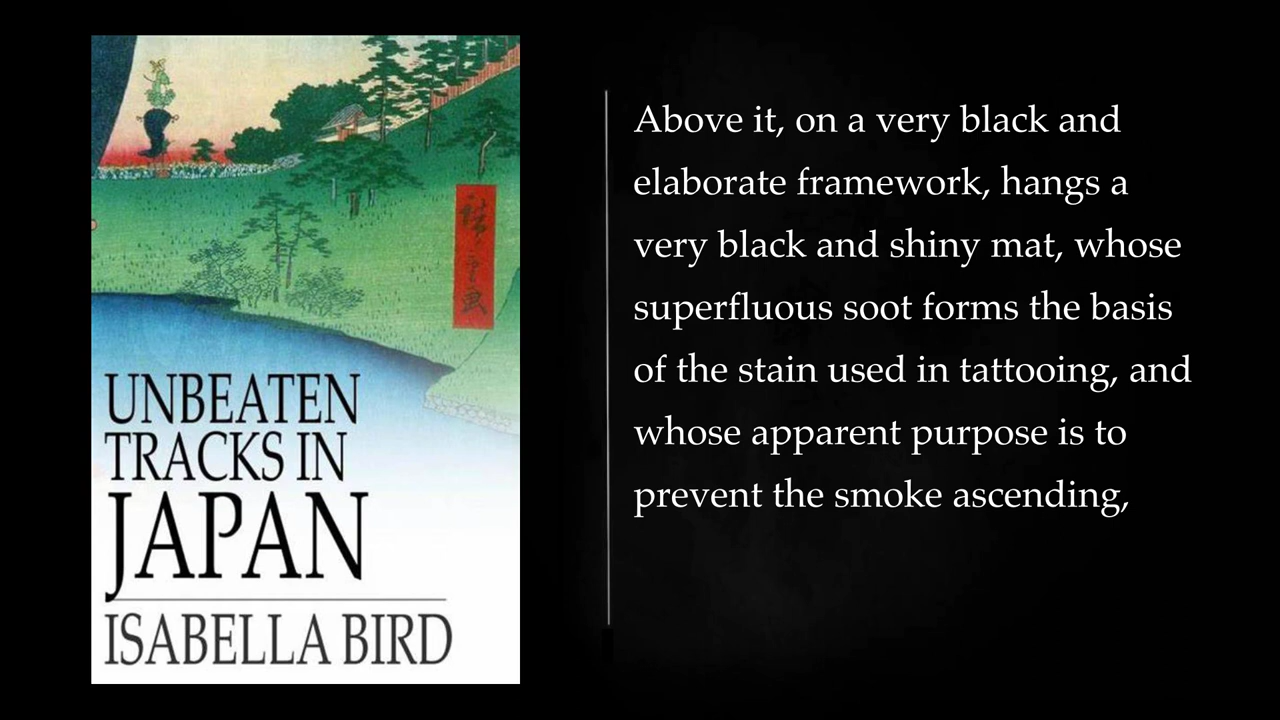 UNBEATEN
TRACKS IN
JAPAN
ISABELLA BIRD
Above it, on a very black and
elaborate framework, hangs a
very black and shiny mat, whose
superfluous soot forms the basis
of the stain used in tattooing, and
whose apparent purpose is to
prevent the smoke ascending,